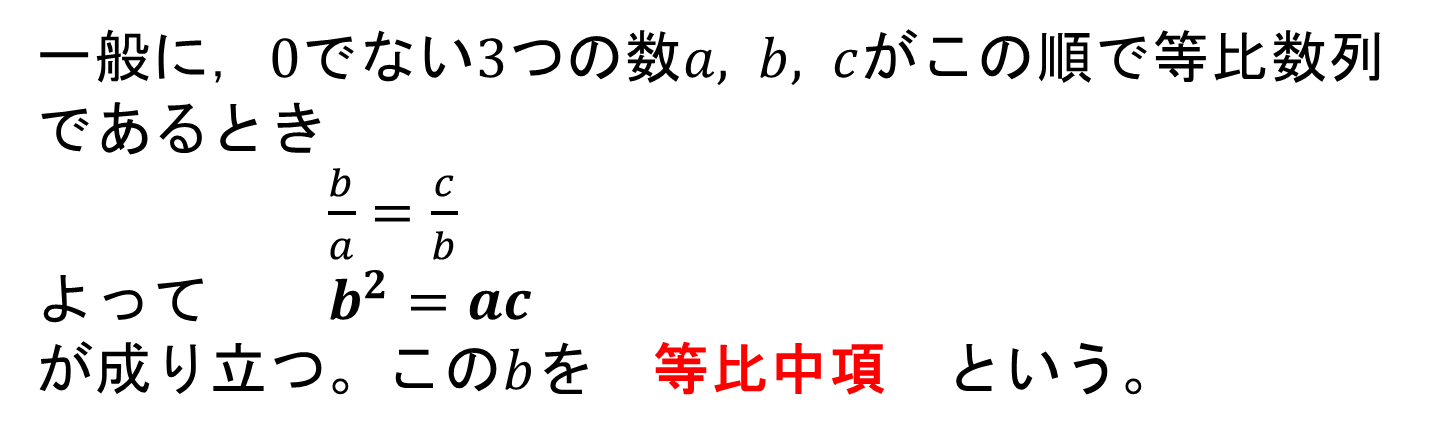 一般に，0でない3つの数a, b, cがこの順で等比数列
であるとき
b/a = c/b
よって b² = ac
が成り立つ。このbを 等比中項 という。